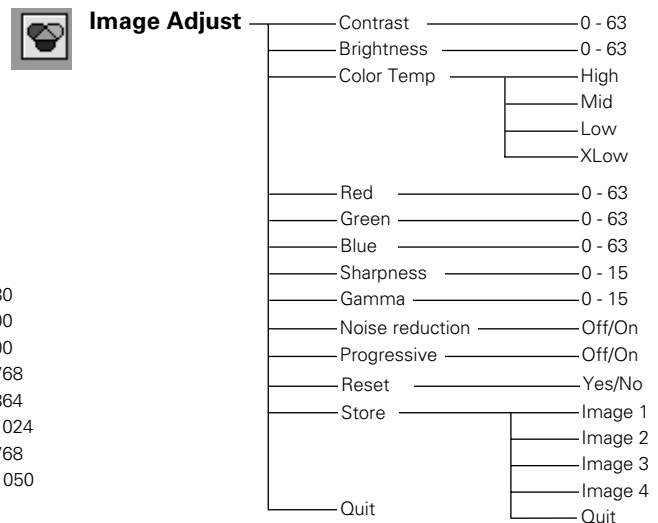 Image Adjust
Contrast 0 - 63
Brightness 0 - 63
Color Temp High
Mid
Low
XLow
Red 0 - 63
Green 0 - 63
Blue 0 - 63
Sharpness 0 - 15
Gamma 0 - 15
Noise reduction Off/On
Progressive Off/On
Reset Yes/No
Store Image 1
Image 2
Image 3
Image 4
Quit Quit
024
050